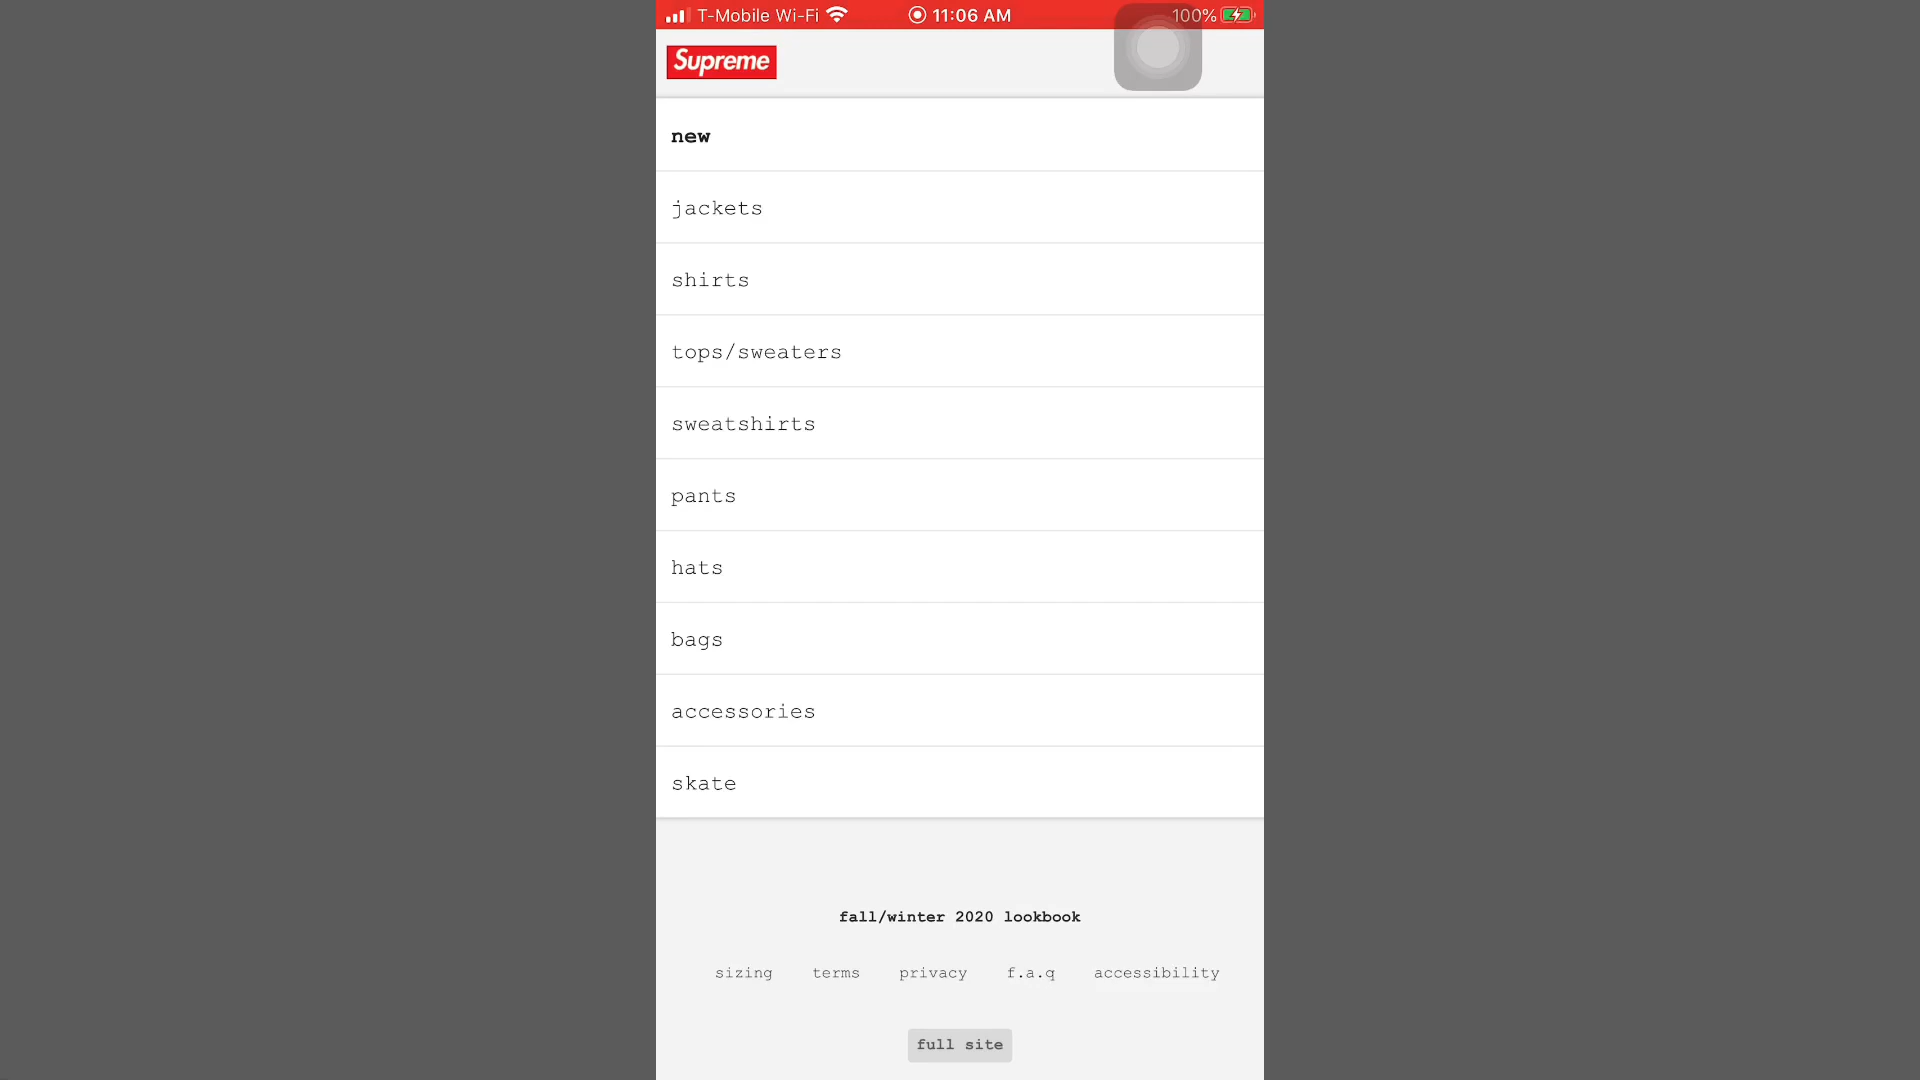 T-Mobile Wi-Fi 11:06 AM 100%
Supreme
new
jackets
shirts
tops/sweaters
sweatshirts
pants
hats
bags
accessories
skate
fall/winter 2020 lookbook
sizing terms privacy f.a.q accessibility
full site